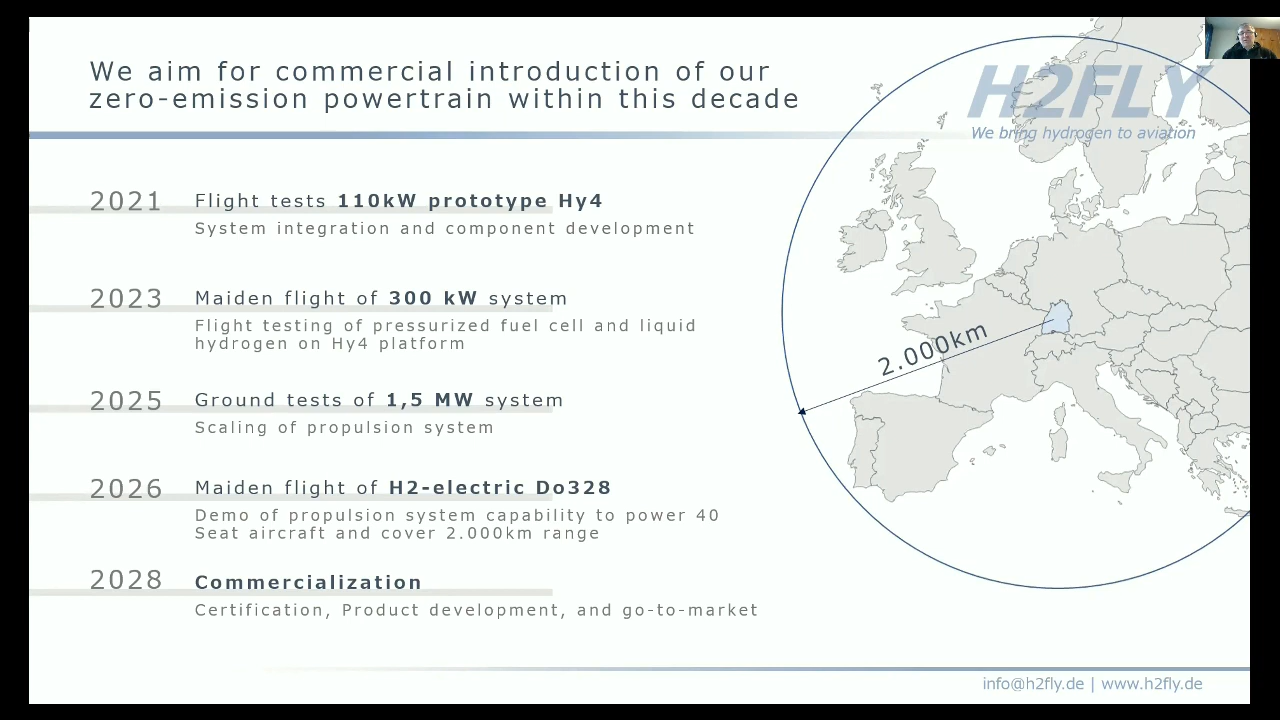 We aim for commercial introduction of our
zero-emission powertrain within this decade
H2FLY
We bring hydrogen to aviation
2021
Flight tests 110kW prototype Hy4
System integration and component development
2023
Maiden flight of 300 kW system
Flight testing of pressurized fuel cell and liquid
hydrogen on Hy4 platform
2025
Ground tests of 1,5 MW system
Scaling of propulsion system
2026
Maiden flight of H2-electric Do328
Demo of propulsion system capability to power 40
Seat aircraft and cover 2.000km range
2028
Commercialization
Certification, Product development, and go-to-market
2.000km
info@h2fly.de | www.h2fly.de